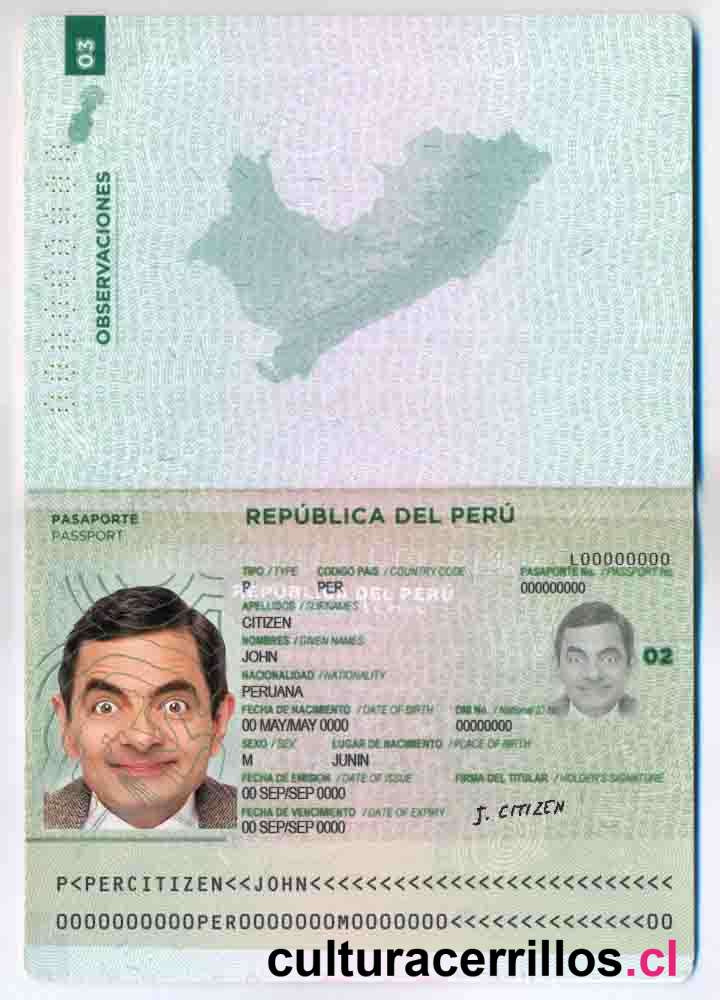 03
OBSERVACIONES
PASAPORTE
PASSPORT
REPÚBLICA DEL PERÚ
L00000000
TIPO / TYPE CODIGO PAIS / COUNTRY CODE PASAPORTE No. / PASSPORT No.
P PER 000000000
REPÚBLICA DEL PERÚ
APELLIDOS / SURNAMES
CITIZEN
NOMBRES / GIVEN NAMES
JOHN
02
NACIONALIDAD / NATIONALITY
PERUANA
FECHA DE NACIMIENTO / DATE OF BIRTH DNI No. / National ID No
00 MAY/MAY 0000 00000000
SEXO / SEX LUGAR DE NACIMIENTO / PLACE OF BIRTH
M JUNIN
FECHA DE EMISION / DATE OF ISSUE FIRMA DEL TITULAR / HOLDER'S SIGNATURE
00 SEP/SEP 0000
J. CITIZEN
FECHA DE VENCIMIENTO / DATE OF EXPIRY
00 SEP/SEP 0000
P<PERCITIZEN<<JOHN<<<<<<<<<<<<<<<<<<<<<<<<<<
0000000000PER0000000M0000000<<<<<<<<<<<<<<00
culturacerrillos.cl